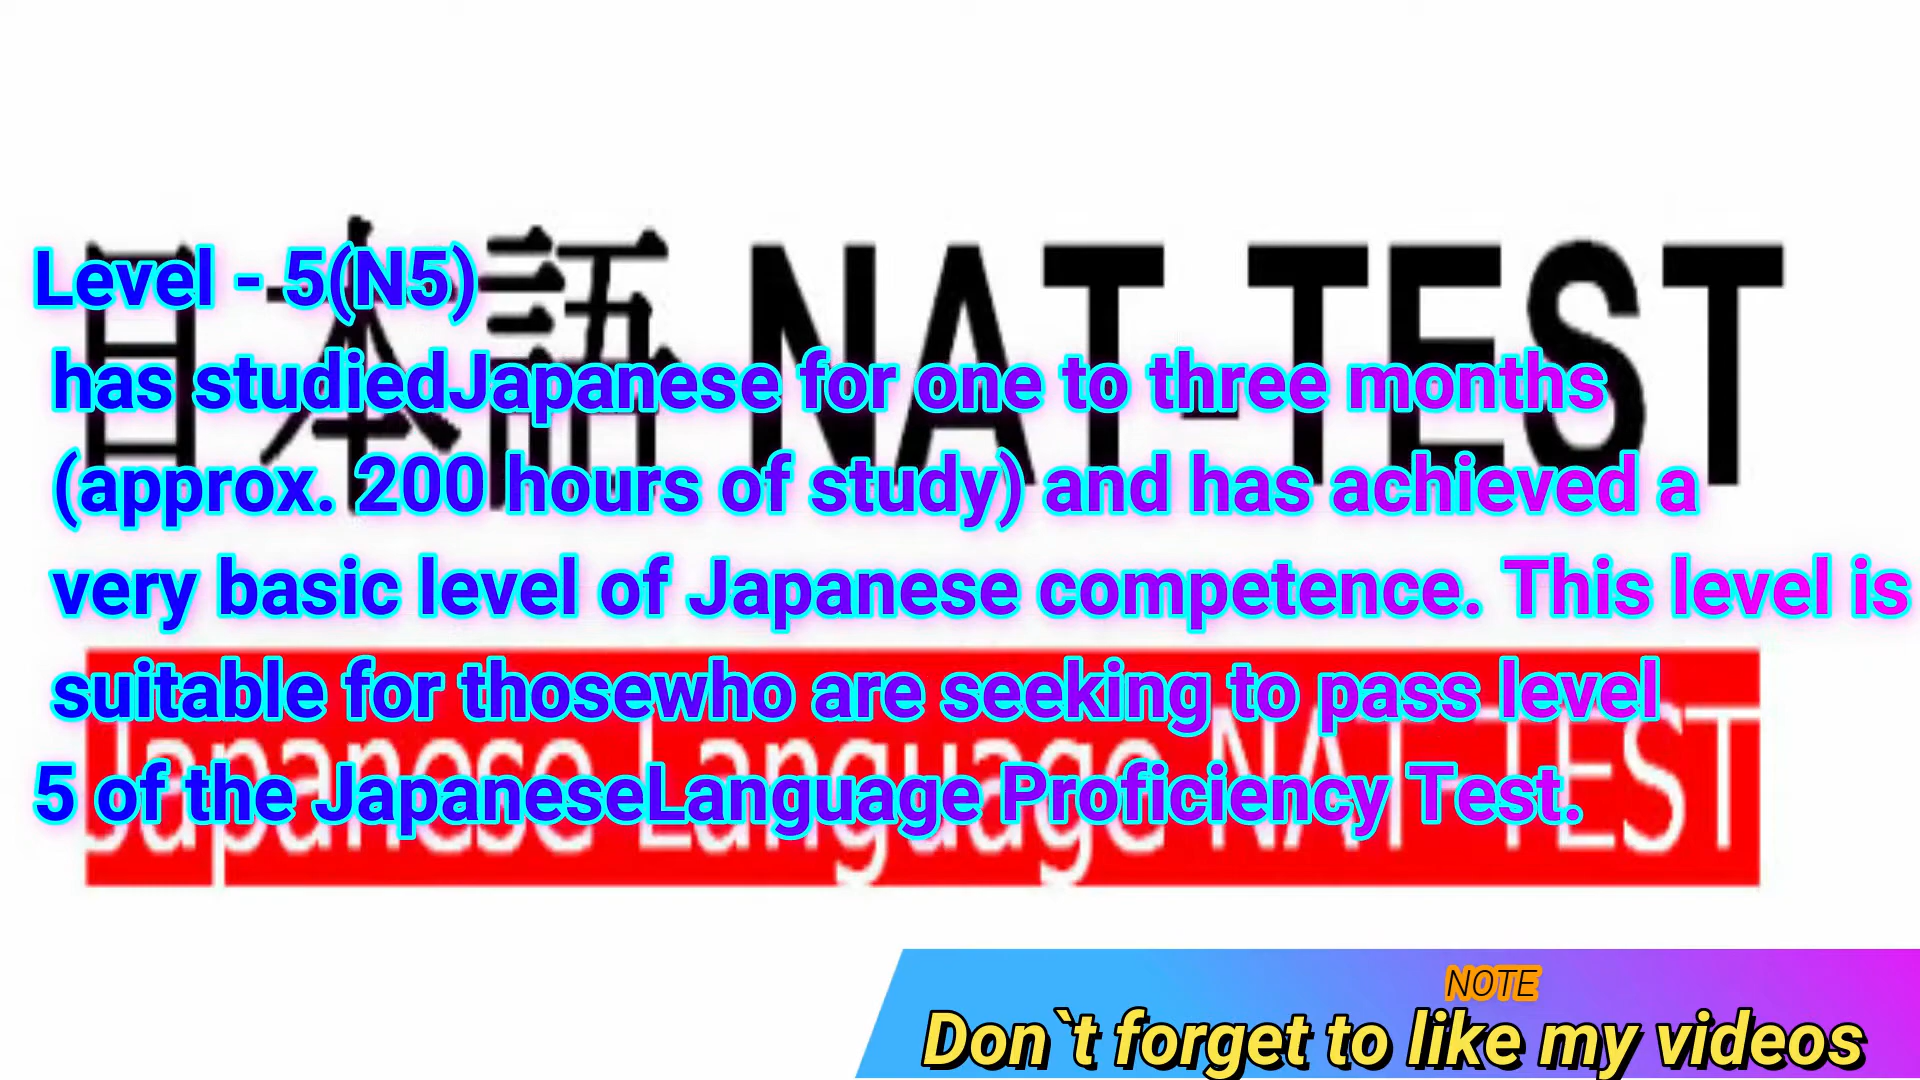 日本語 NAT-TEST
Level - 5(N5)
has studiedJapanese for one to three months
(approx. 200 hours of study) and has achieved a
very basic level of Japanese competence. This level is
suitable for thosewho are seeking to pass level
5 of the JapaneseLanguage Proficiency Test.
Japanese Language NAT-TEST
NOTE
Don`t forget to like my videos